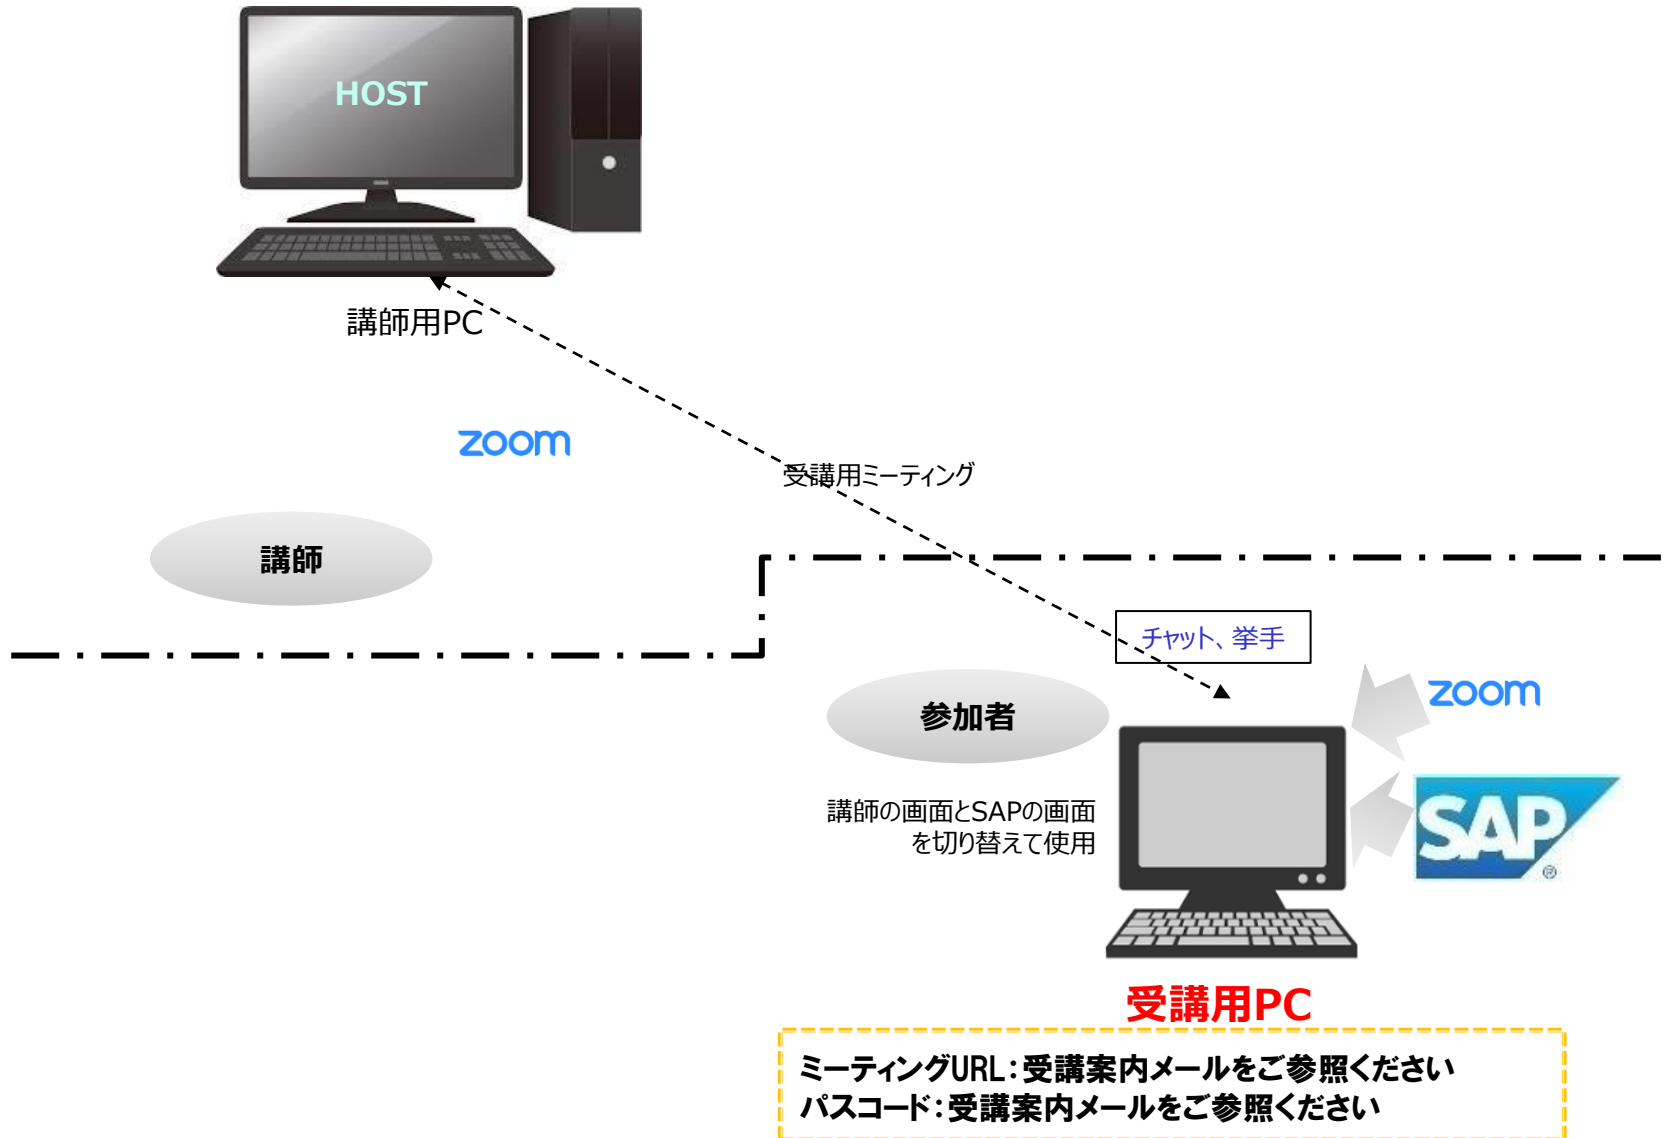 HOST
講師用PC
zoom
受講用ミーティング
講師
チャット、挙手
zoom
参加者
講師の画面とSAPの画面
を切り替えて使用
SAP
®
受講用PC
ミーティングURL：受講案内メールをご参照ください
パスコード：受講案内メールをご参照ください